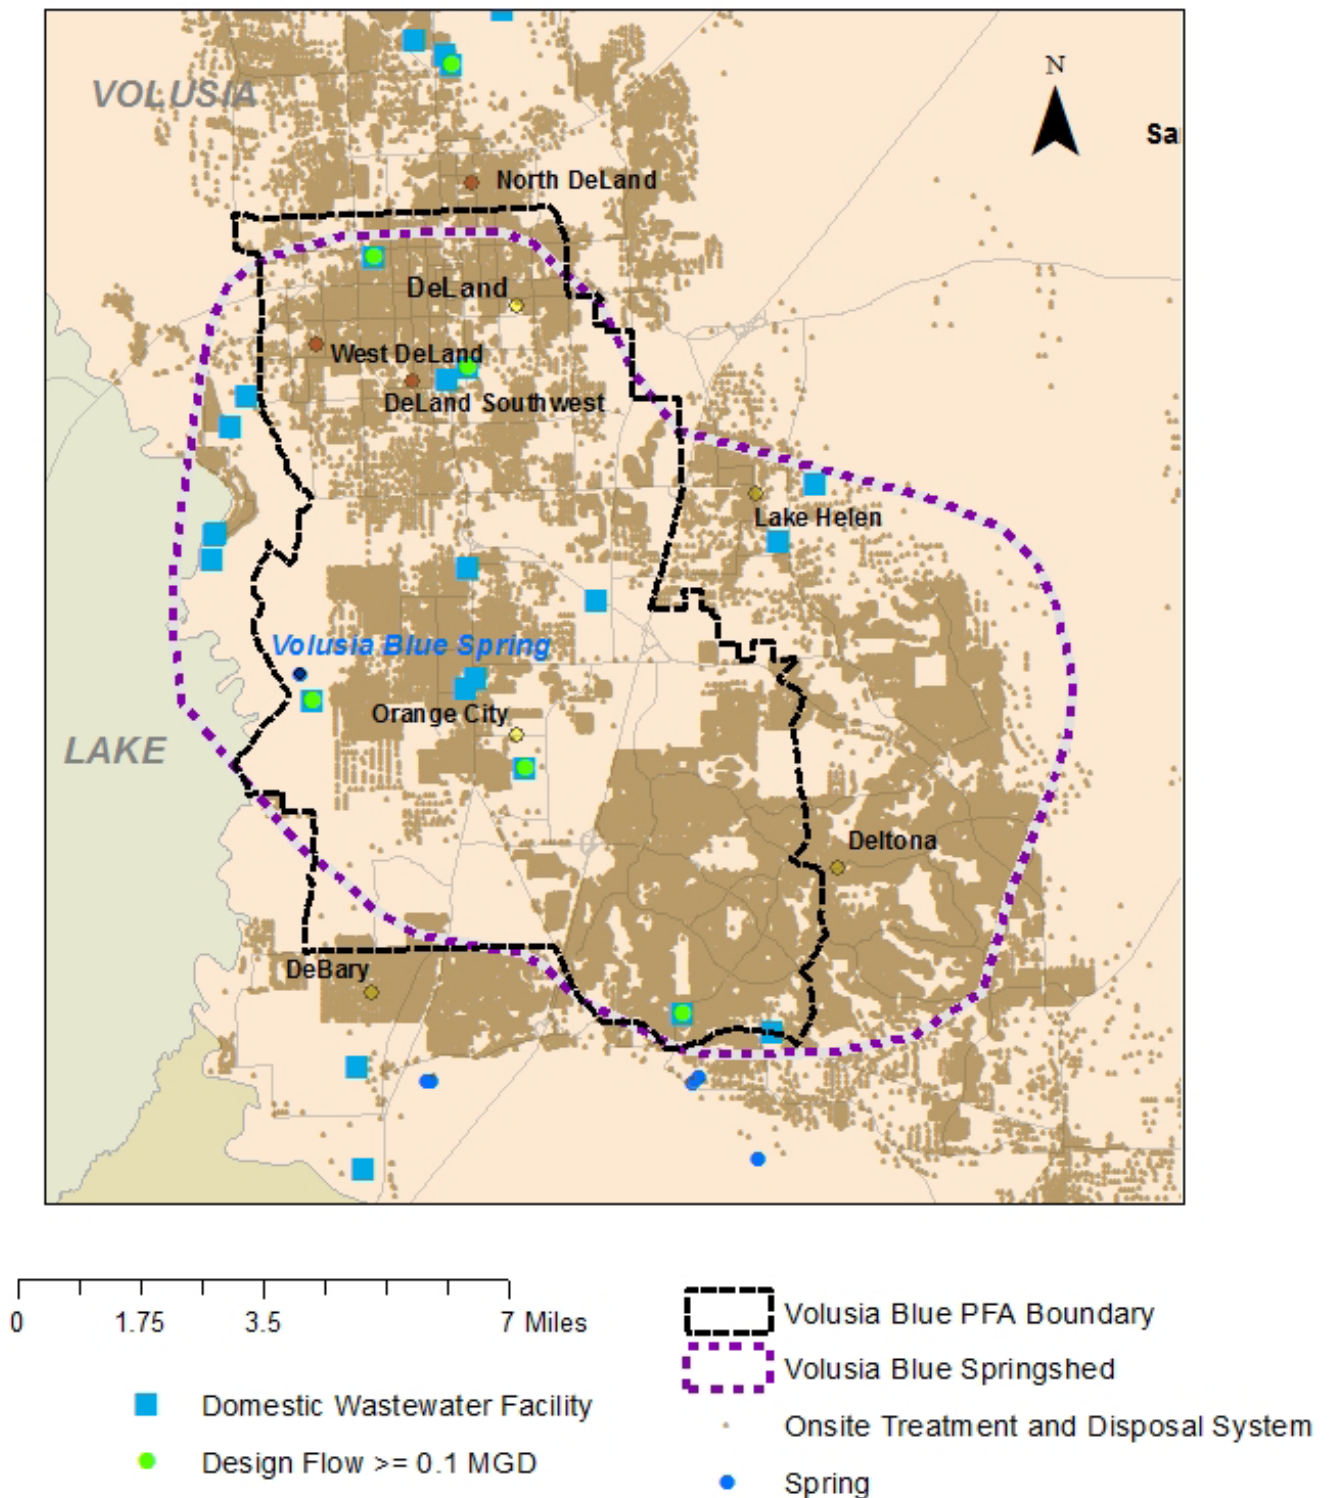 N
VOLUSIA
Sa
North DeLand
DeLand
West DeLand
DeLand Southwest
Lake Helen
Volusia Blue Spring
Orange City
LAKE
Deltona
DeBary
0 1.75 3.5 7 Miles
Volusia Blue PFA Boundary
Volusia Blue Springshed
Domestic Wastewater Facility
Onsite Treatment and Disposal System
Design Flow >= 0.1 MGD
Spring